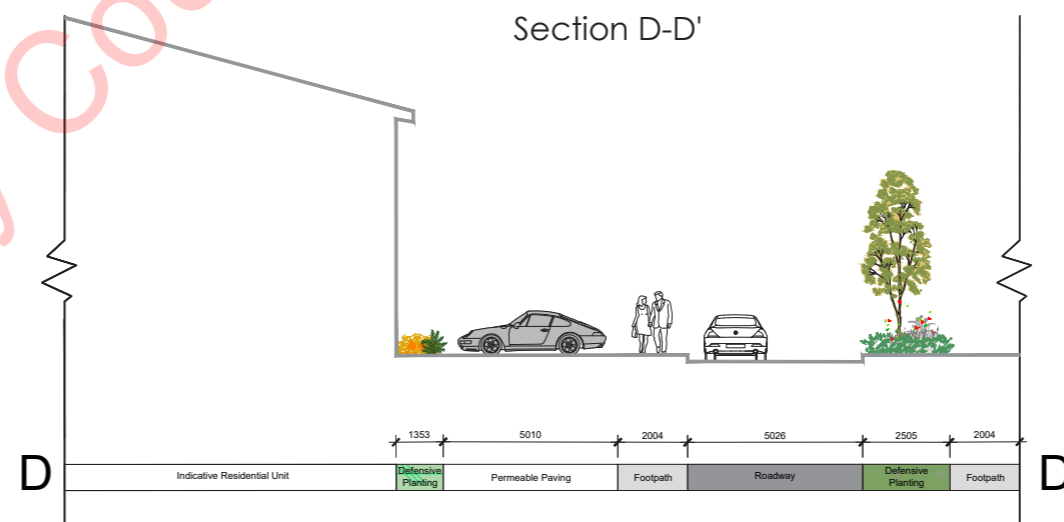 Section D-D'
1353 5010 2004 5026 2505 2004
D Indicative Residential Unit Defensive Planting Permeable Paving Footpath Roadway Defensive Planting Footpath D